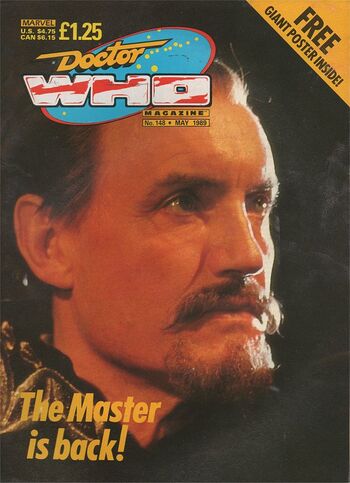 MARVEL
U.S. $4.75
CAN $6.15
£1.25
Doctor
WHO
MAGAZINE
No. 148 • MAY 1989
FREE
GIANT POSTER INSIDE!
The Master
is back!